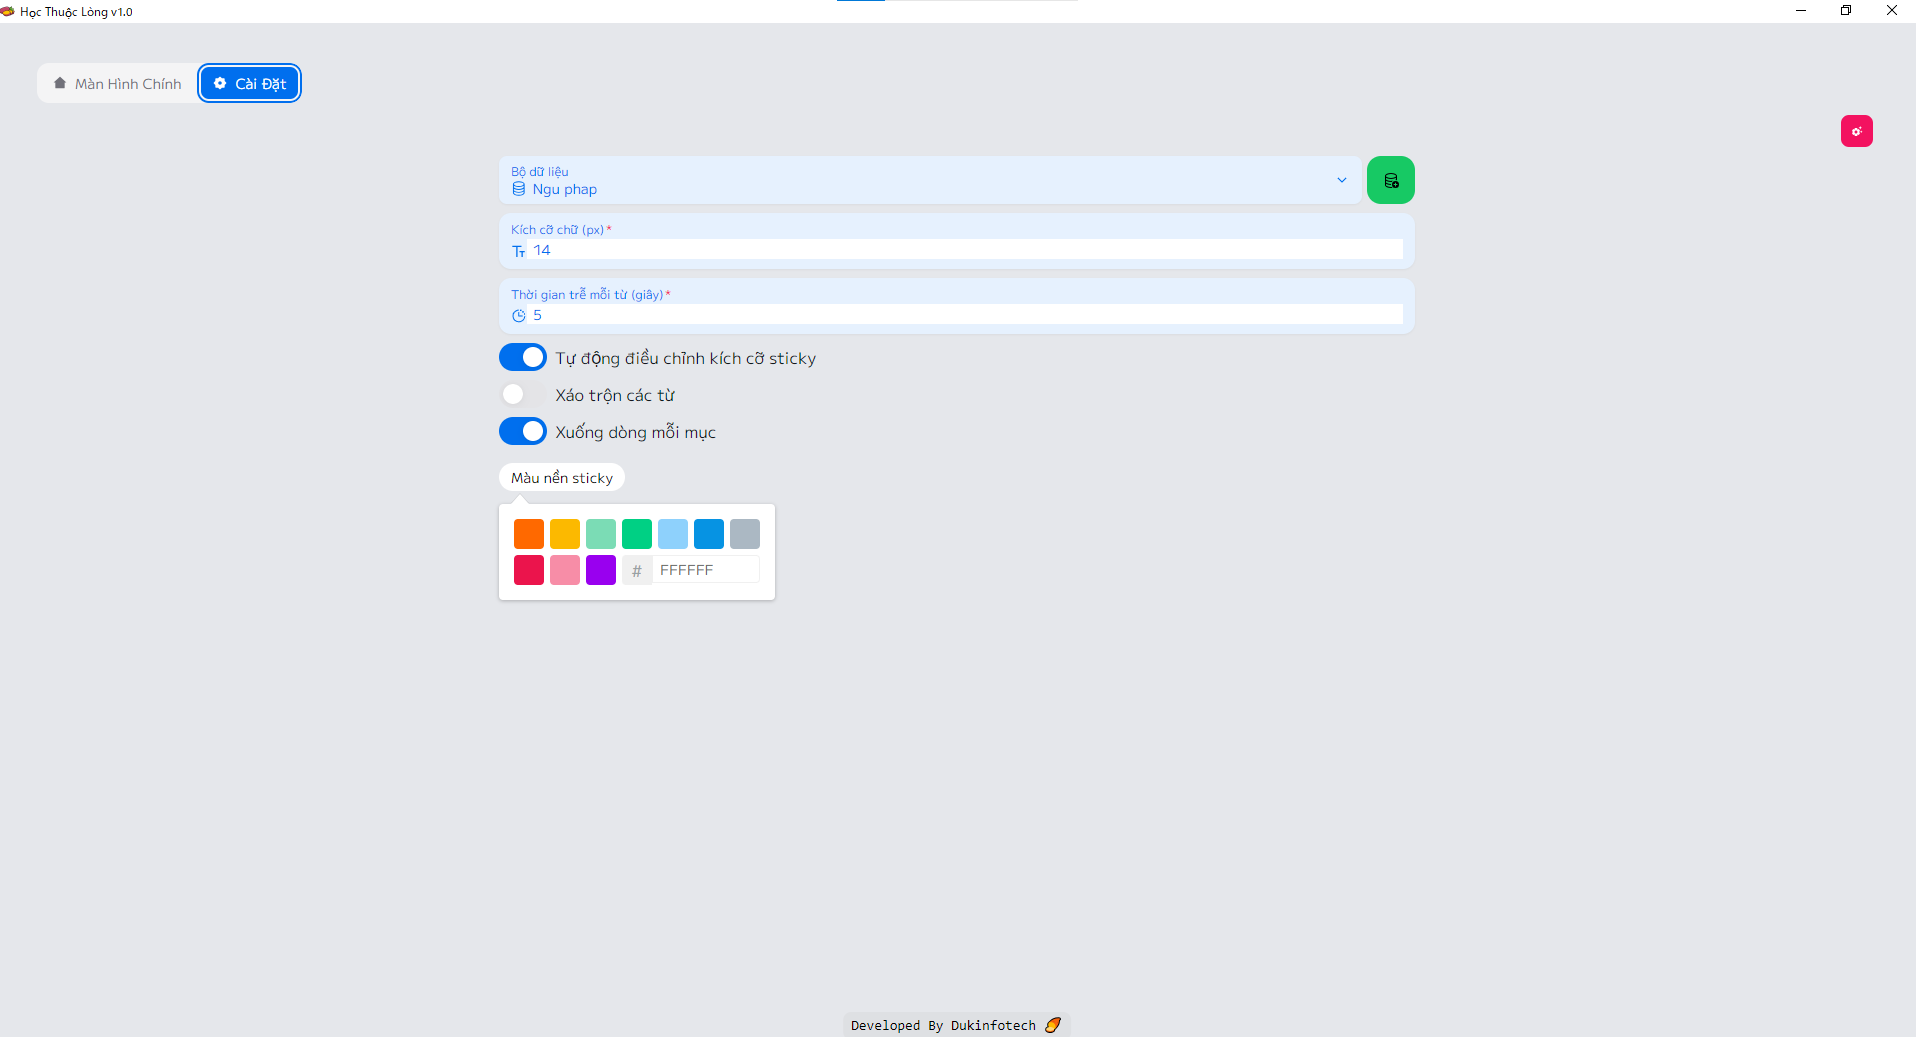 Học Thuộc Lòng v1.0
Màn Hình Chính
Cài Đặt
Bộ dữ liệu
Ngu phap
Kích cỡ chữ (px)*
14
Thời gian trễ mỗi từ (giây)*
5
Tự động điều chỉnh kích cỡ sticky
Xáo trộn các từ
Xuống dòng mỗi mục
Màu nền sticky
# FFFFFF
Developed By Dukinfotech